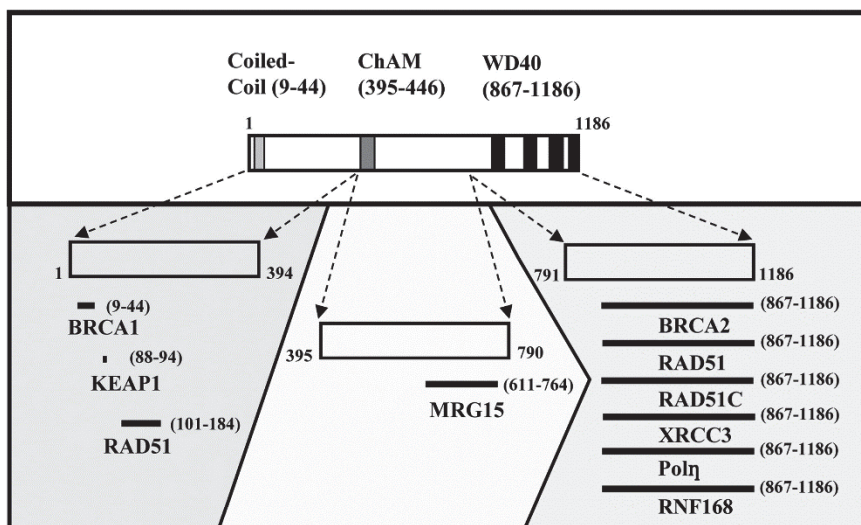 Coiled-
Coil (9-44)
ChAM
(395-446)
WD40
(867-1186)
1
1186
1
394
(9-44)
BRCA1
(88-94)
KEAP1
(101-184)
RAD51
395
790
(611-764)
MRG15
791
1186
(867-1186)
BRCA2
(867-1186)
RAD51
(867-1186)
RAD51C
(867-1186)
XRCC3
(867-1186)
Polη
(867-1186)
RNF168